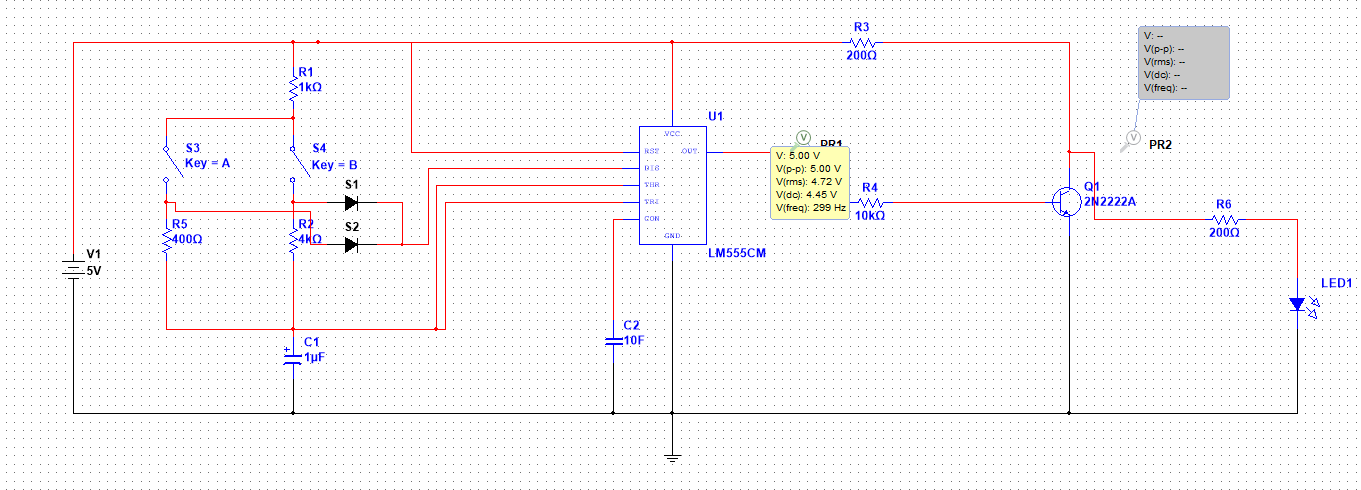 R3
200Ω
V: --
V(p-p): --
V(rms): --
V(dc): --
V(freq): --
R1
1kΩ
U1
VCC
S3
Key = A
S4
Key = B
RST
OUT
PR1
PR2
V: 5.00 V
V(p-p): 5.00 V
V(rms): 4.72 V
V(dc): 4.45 V
V(freq): 299 Hz
DIS
THR
TRI
CON
GND
S1
S2
R4
10kΩ
Q1
2N2222A
R5
400Ω
R2
4kΩ
R6
200Ω
LM555CM
V1
5V
LED1
C1
1µF
+
C2
10F